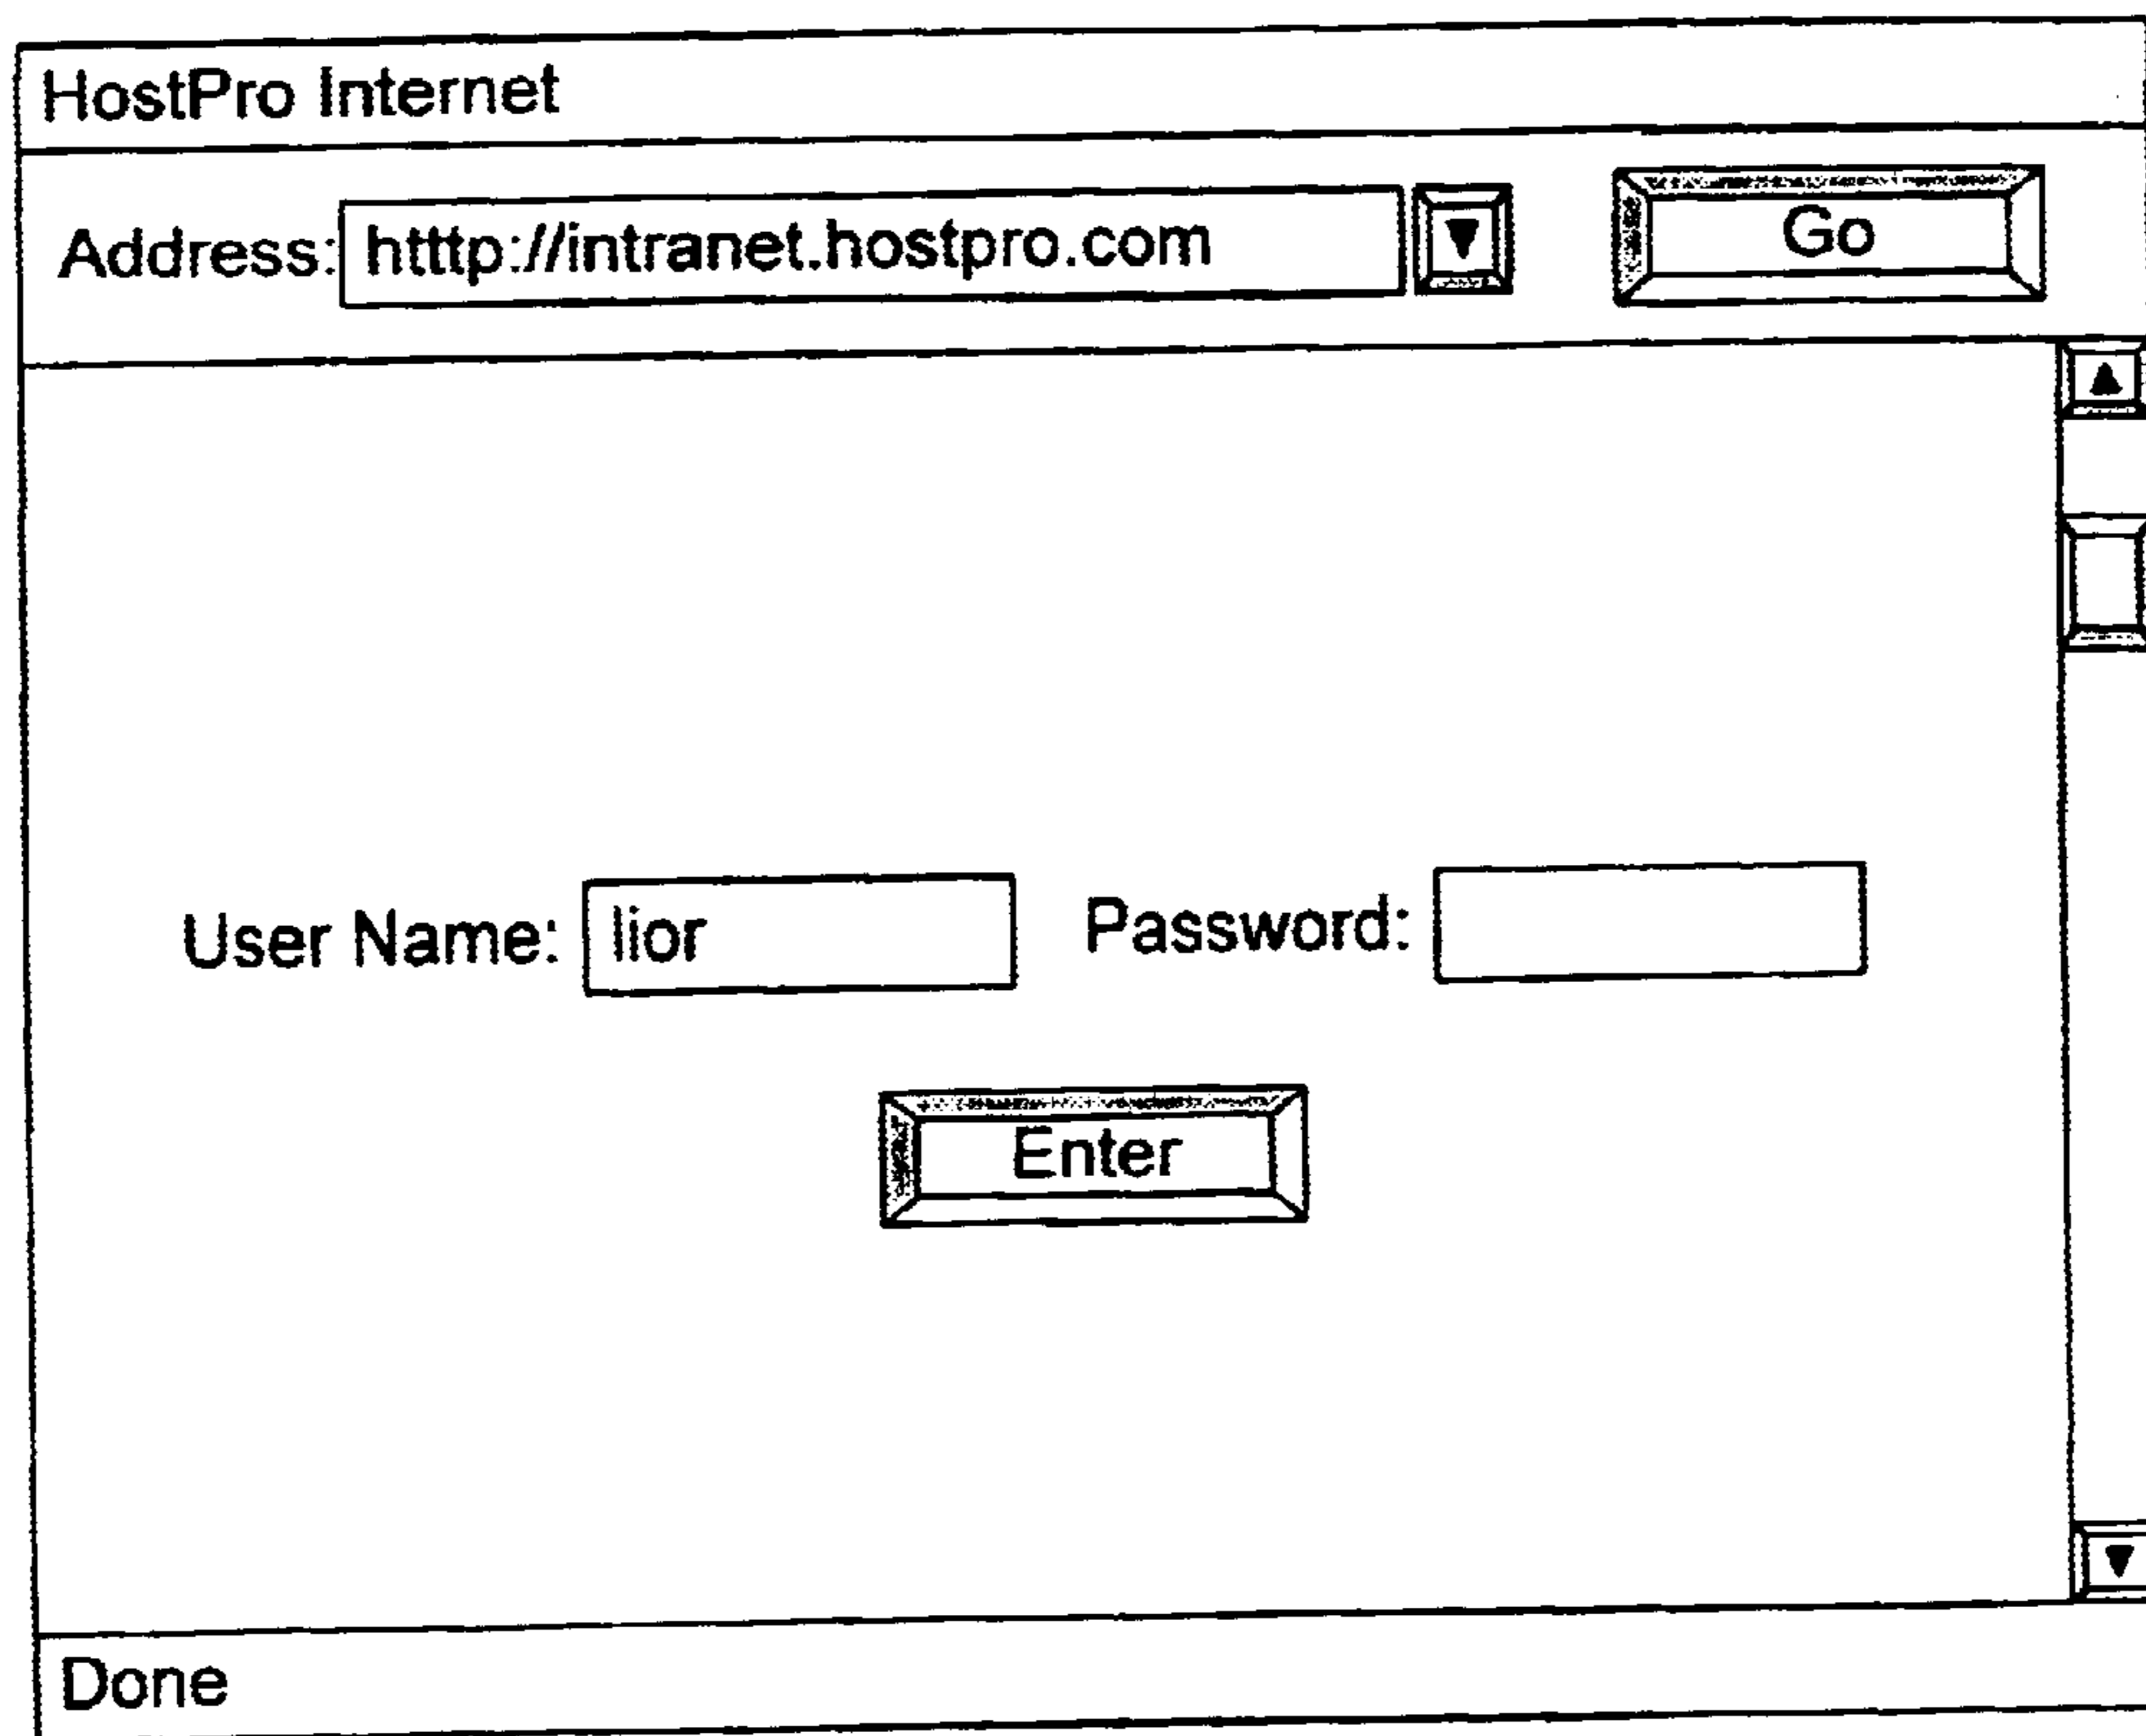 HostPro Internet
Address: htttp://intranet.hostpro.com Go
User Name: lior Password:
Enter
Done